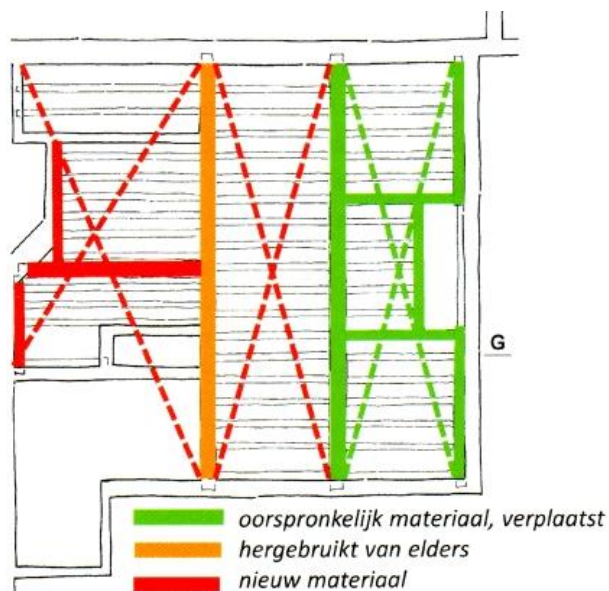 G
oorspronkelijk materiaal, verplaatst
hergebruikt van elders
nieuw materiaal